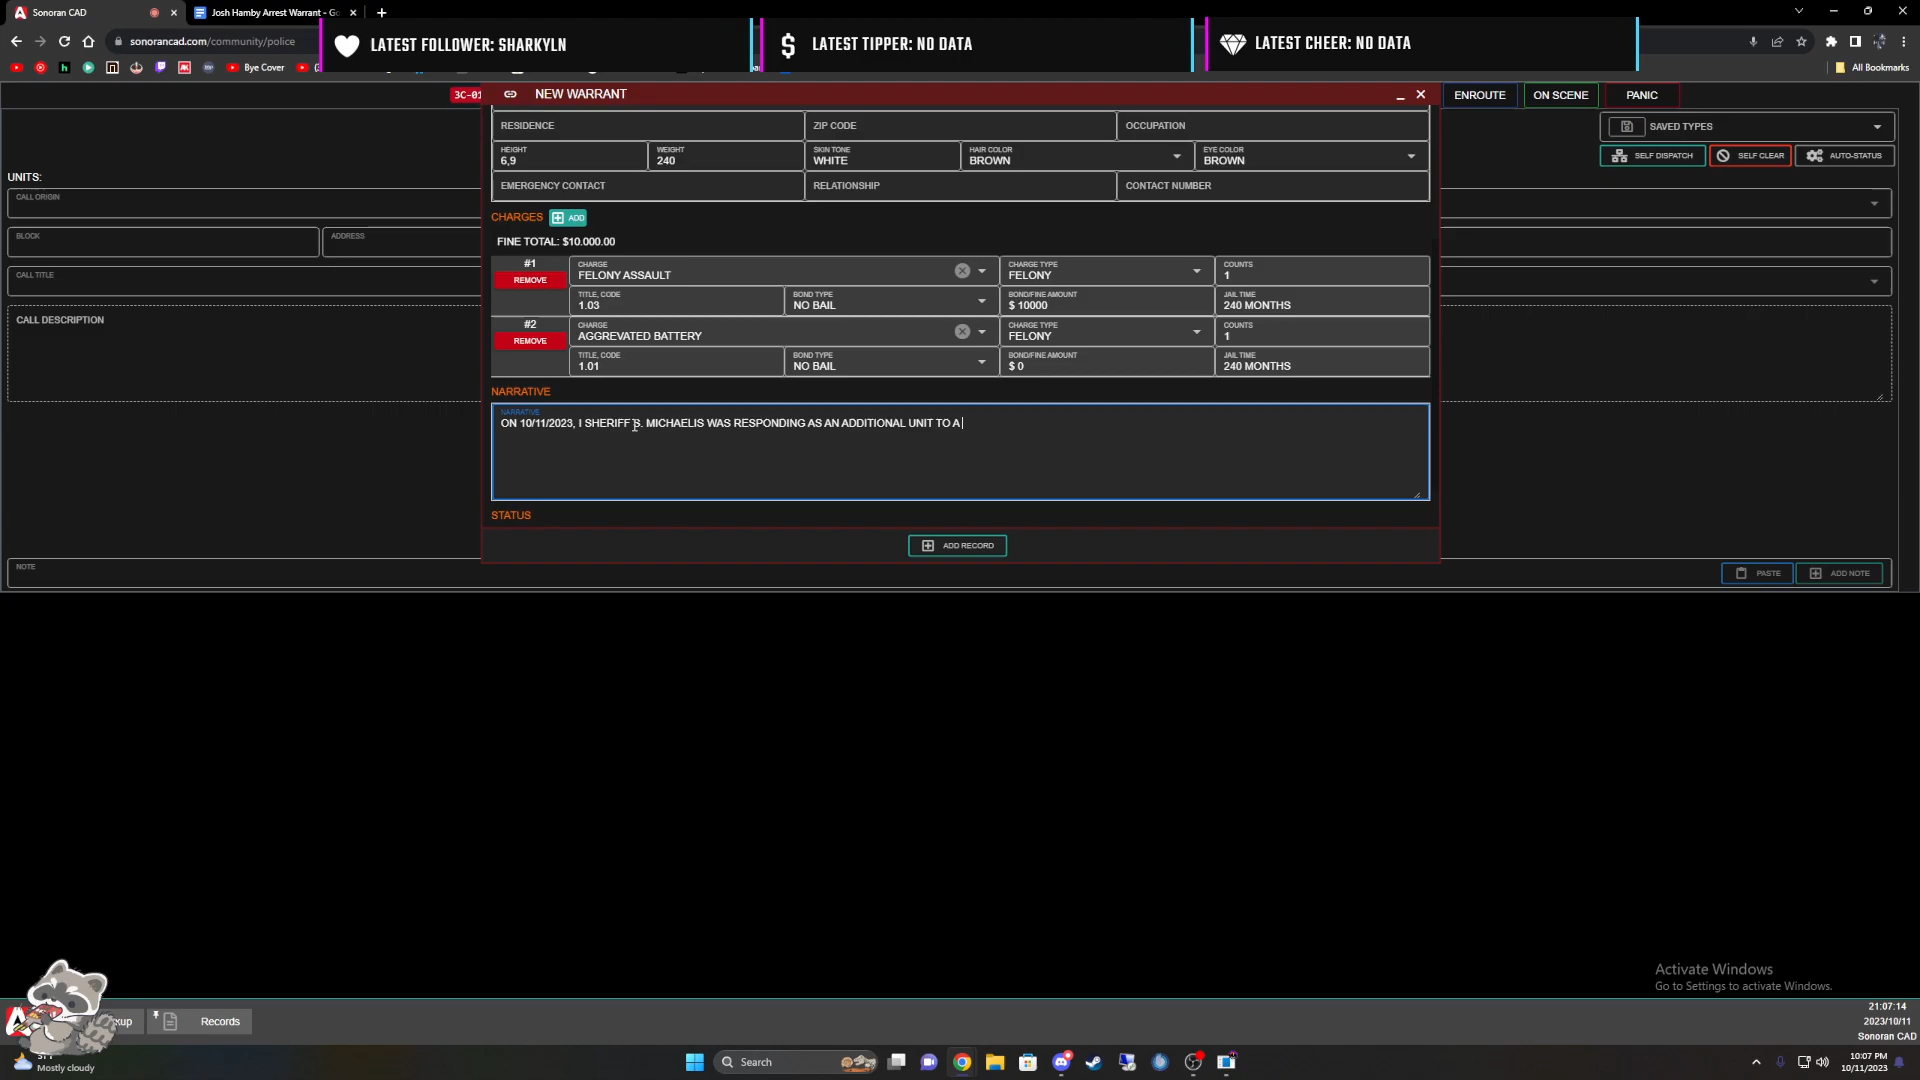 Sonoran CAD
Josh Hamby Arrest Warrant - Go
sonorancad.com/community/police
LATEST FOLLOWER: SHARKYLN
LATEST TIPPER: NO DATA
LATEST CHEER: NO DATA
Bye Cover
All Bookmarks
3C-01
NEW WARRANT
ENROUTE
ON SCENE
PANIC
RESIDENCE
ZIP CODE
OCCUPATION
SAVED TYPES
HEIGHT
6,9
WEIGHT
240
SKIN TONE
WHITE
HAIR COLOR
BROWN
EYE COLOR
BROWN
SELF DISPATCH
SELF CLEAR
AUTO-STATUS
UNITS:
EMERGENCY CONTACT
RELATIONSHIP
CONTACT NUMBER
CALL ORIGIN
CHARGES
ADD
BLOCK
ADDRESS
FINE TOTAL: $10.000.00
CALL TITLE
#1
REMOVE
CHARGE
FELONY ASSAULT
CHARGE TYPE
FELONY
COUNTS
1
TITLE, CODE
1.03
BOND TYPE
NO BAIL
BOND/FINE AMOUNT
$ 10000
JAIL TIME
240 MONTHS
CALL DESCRIPTION
#2
REMOVE
CHARGE
AGGREVATED BATTERY
CHARGE TYPE
FELONY
COUNTS
1
TITLE, CODE
1.01
BOND TYPE
NO BAIL
BOND/FINE AMOUNT
$ 0
JAIL TIME
240 MONTHS
NARRATIVE
NARRATIVE
ON 10/11/2023, I SHERIFF S. MICHAELIS WAS RESPONDING AS AN ADDITIONAL UNIT TO A
STATUS
ADD RECORD
NOTE
PASTE
ADD NOTE
Activate Windows
Go to Settings to activate Windows.
Records
21:07:14
2023/10/11
Sonoran CAD
Mostly cloudy
Search
10:07 PM
10/11/2023